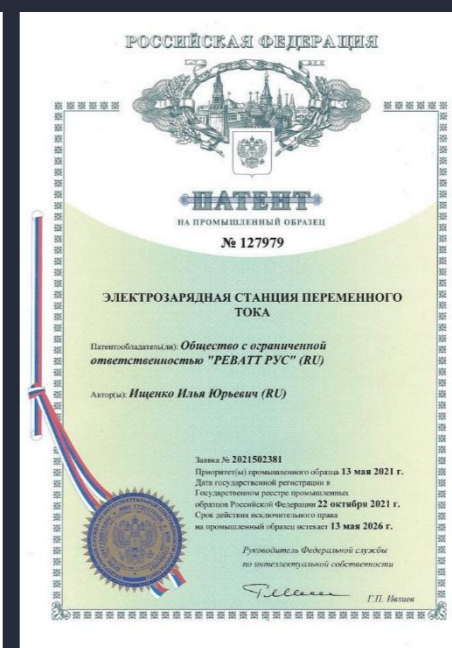 РОССИЙСКАЯ ФЕДЕРАЦИЯ
ПАТЕНТ
НА ПРОМЫШЛЕННЫЙ ОБРАЗЕЦ
№ 127979
ЭЛЕКТРОЗАРЯДНАЯ СТАНЦИЯ ПЕРЕМЕННОГО
ТОКА
Патентообладатель(ли): Общество с ограниченной
ответственностью "РЕВАТТ РУС" (RU)
Автор(ы): Ищенко Илья Юрьевич (RU)
Заявка № 2021502381
Приоритет(ы) промышленного образца 13 мая 2021 г.
Дата государственной регистрации в
Государственном реестре промышленных
образцов Российской Федерации 22 октября 2021 г.
Срок действия исключительного права
на промышленный образец истекает 13 мая 2026 г.
Руководитель Федеральной службы
по интеллектуальной собственности
Г.П. Ивлиев